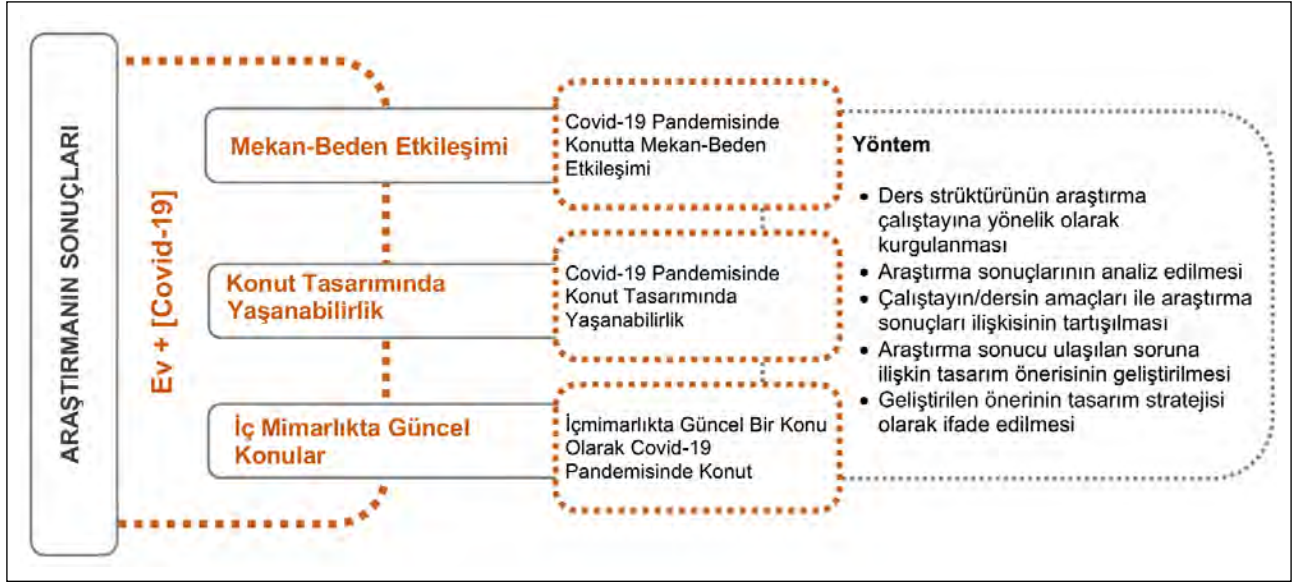 ARAŞTIRMANIN SONUÇLARI
Ev + [Covid-19]
Mekan-Beden Etkileşimi
Covid-19 Pandemisinde
Konutta Mekan-Beden
Etkileşimi
Konut Tasarımında
Yaşanabilirlik
Covid-19 Pandemisinde
Konut Tasarımında
Yaşanabilirlik
İç Mimarlıkta Güncel
Konular
İçmimarlıkta Güncel Bir Konu
Olarak Covid-19
Pandemisinde Konut
Yöntem
• Ders strüktürünün araştırma
çalıştayına yönelik olarak
kurgulanması
• Araştırma sonuçlarının analiz edilmesi
• Çalıştayın/dersin amaçları ile araştırma
sonuçları ilişkisinin tartışılması
• Araştırma sonucu ulaşılan soruna
ilişkin tasarım önerisinin geliştirilmesi
• Geliştirilen önerinin tasarım stratejisi
olarak ifade edilmesi